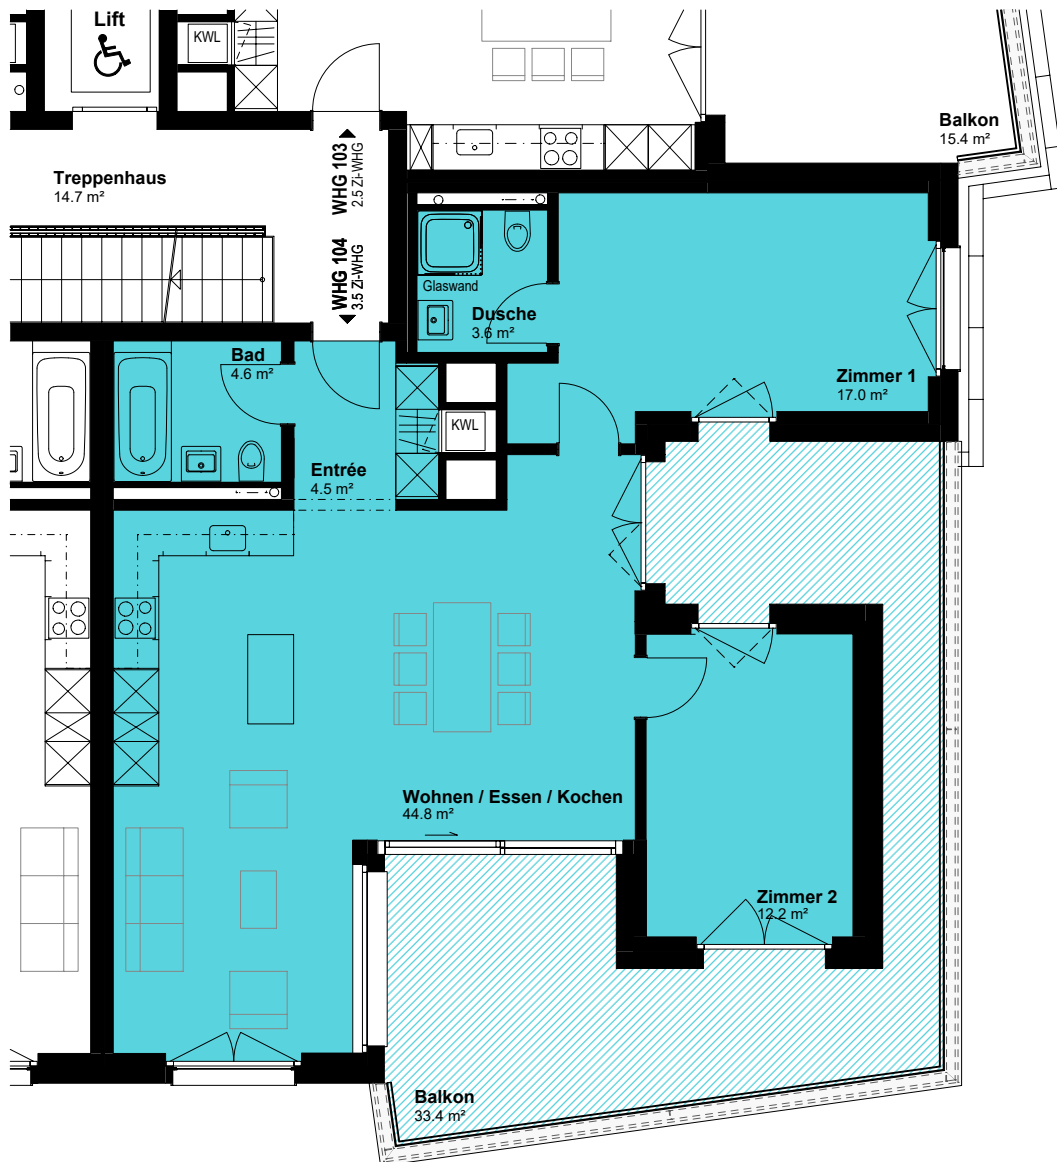 Lift
KWL
Balkon
15.4 m²
Treppenhaus
14.7 m²
WHG 103
2.5 Zi-WHG
WHG 104
3.5 Zi-WHG
Glaswand
Dusche
3.6 m²
Bad
4.6 m²
Zimmer 1
17.0 m²
KWL
Entrée
4.5 m²
Wohnen / Essen / Kochen
44.8 m²
Zimmer 2
12.2 m²
Balkon
33.4 m²